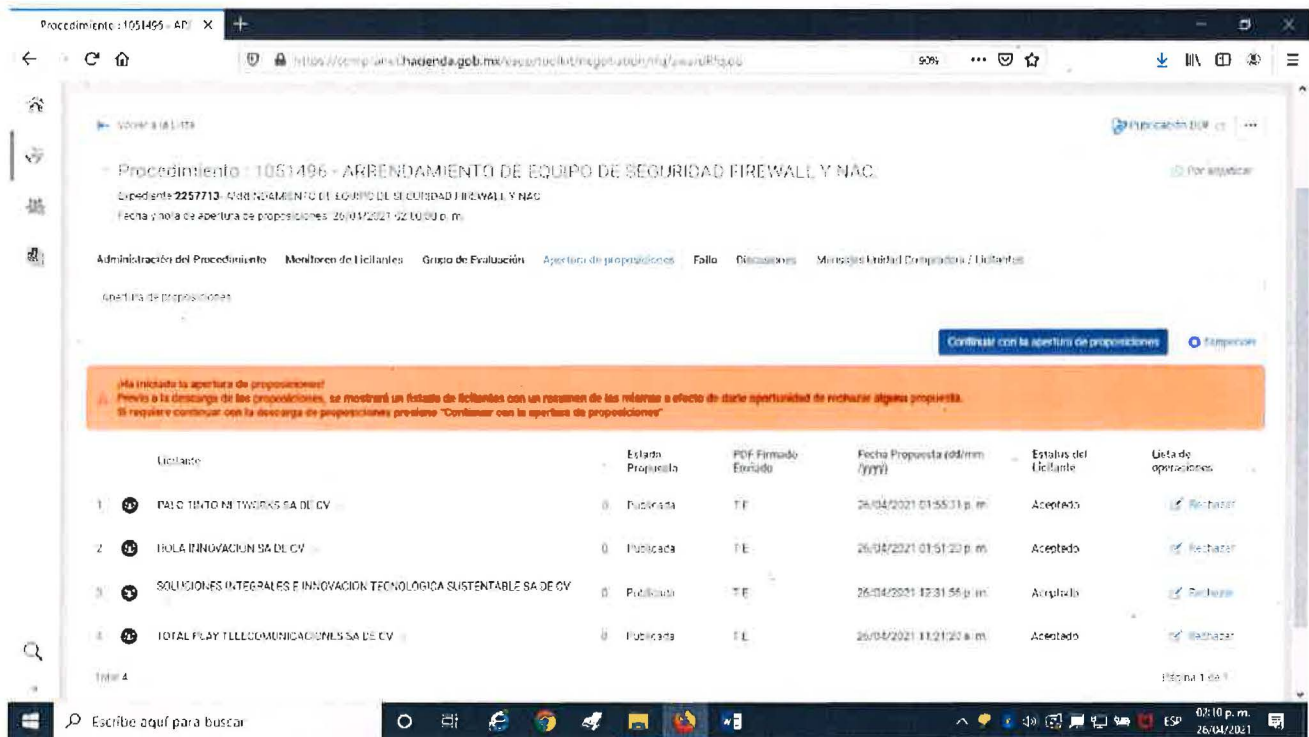 Procedimiento : 1051496 - AD
hacienda.gob.mx
90%
Volver a la Lista
Publicación DOF
Procedimiento : 1051496 - ARRENDAMIENTO DE EQUIPO DE SEGURIDAD FIREWALL Y NAC.
Por adjudicar
Expediente 2257713- ARRENDAMIENTO DE EQUIPO DE SEGURIDAD FIREWALL Y NAC
Fecha y hora de apertura de proposiciones: 26/04/2021 02:00:00 p. m.
Administración del Procedimiento Monitoreo de Licitantes Grupo de Evaluación Apertura de proposiciones Fallo Discusiones Mensajes Unidad Compradora / Licitantes
Apertura de proposiciones
Continuar con la apertura de proposiciones
¡Ha iniciado la apertura de proposiciones!
Previo a la descarga de las proposiciones, se mostrará un listado de licitantes con un resumen de las mismas a efecto de darle oportunidad de rechazar alguna propuesta.
Si requiere continuar con la descarga de proposiciones presione "Continuar con la apertura de proposiciones"
Licitante Estado Propuesta PDF Firmado Enviado Fecha Propuesta (dd/mm/yyyy) Estatus del Licitante Lista de operaciones
1 PALO TINTO NETWORKS SA DE CV 0 Publicada T E 26/04/2021 01:55:31 p. m. Aceptado Rechazar
2 HOLA INNOVACION SA DE CV 0 Publicada T E 26/04/2021 01:51:20 p. m. Aceptado Rechazar
3 SOLUCIONES INTEGRALES E INNOVACION TECNOLOGICA SUSTENTABLE SA DE CV 0 Publicada T E 26/04/2021 12:31:56 p. m. Aceptado Rechazar
4 TOTAL PLAY TELECOMUNICACIONES SA DE CV 0 Publicada T E 26/04/2021 11:21:20 a. m. Aceptado Rechazar
Total 4
Página 1 de 1
Escribe aquí para buscar
ESP
02:10 p. m.
26/04/2021